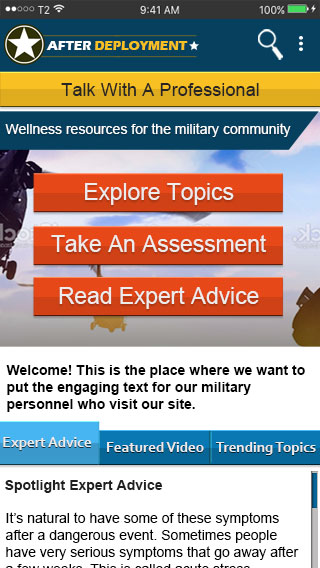 T2 9:41 AM 100%
AFTER DEPLOYMENT
Talk With A Professional
Wellness resources for the military community
Explore Topics
Take An Assessment
Read Expert Advice
Welcome! This is the place where we want to
put the engaging text for our military
personnel who visit our site.
Expert Advice Featured Video Trending Topics
Spotlight Expert Advice
It’s natural to have some of these symptoms
after a dangerous event. Sometimes people
have very serious symptoms that go away after
a few weeks. This is called acute stress